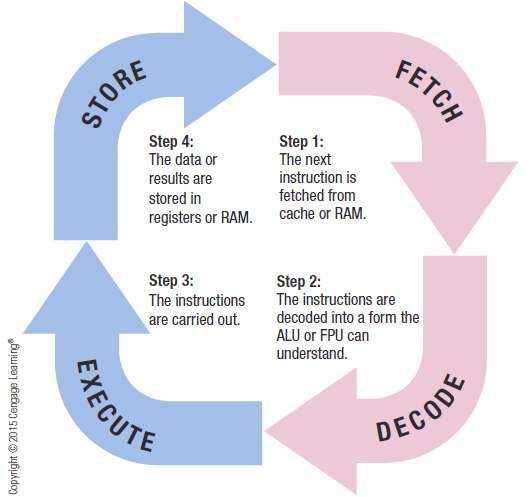 STORE
FETCH
Step 4:
The data or
results are
stored in
registers or RAM.
Step 1:
The next
instruction is
fetched from
cache or RAM.
Step 3:
The instructions
are carried out.
Step 2:
The instructions are
decoded into a form the
ALU or FPU can
understand.
EXECUTE
DECODE
Copyright © 2015 Cengage Learning®